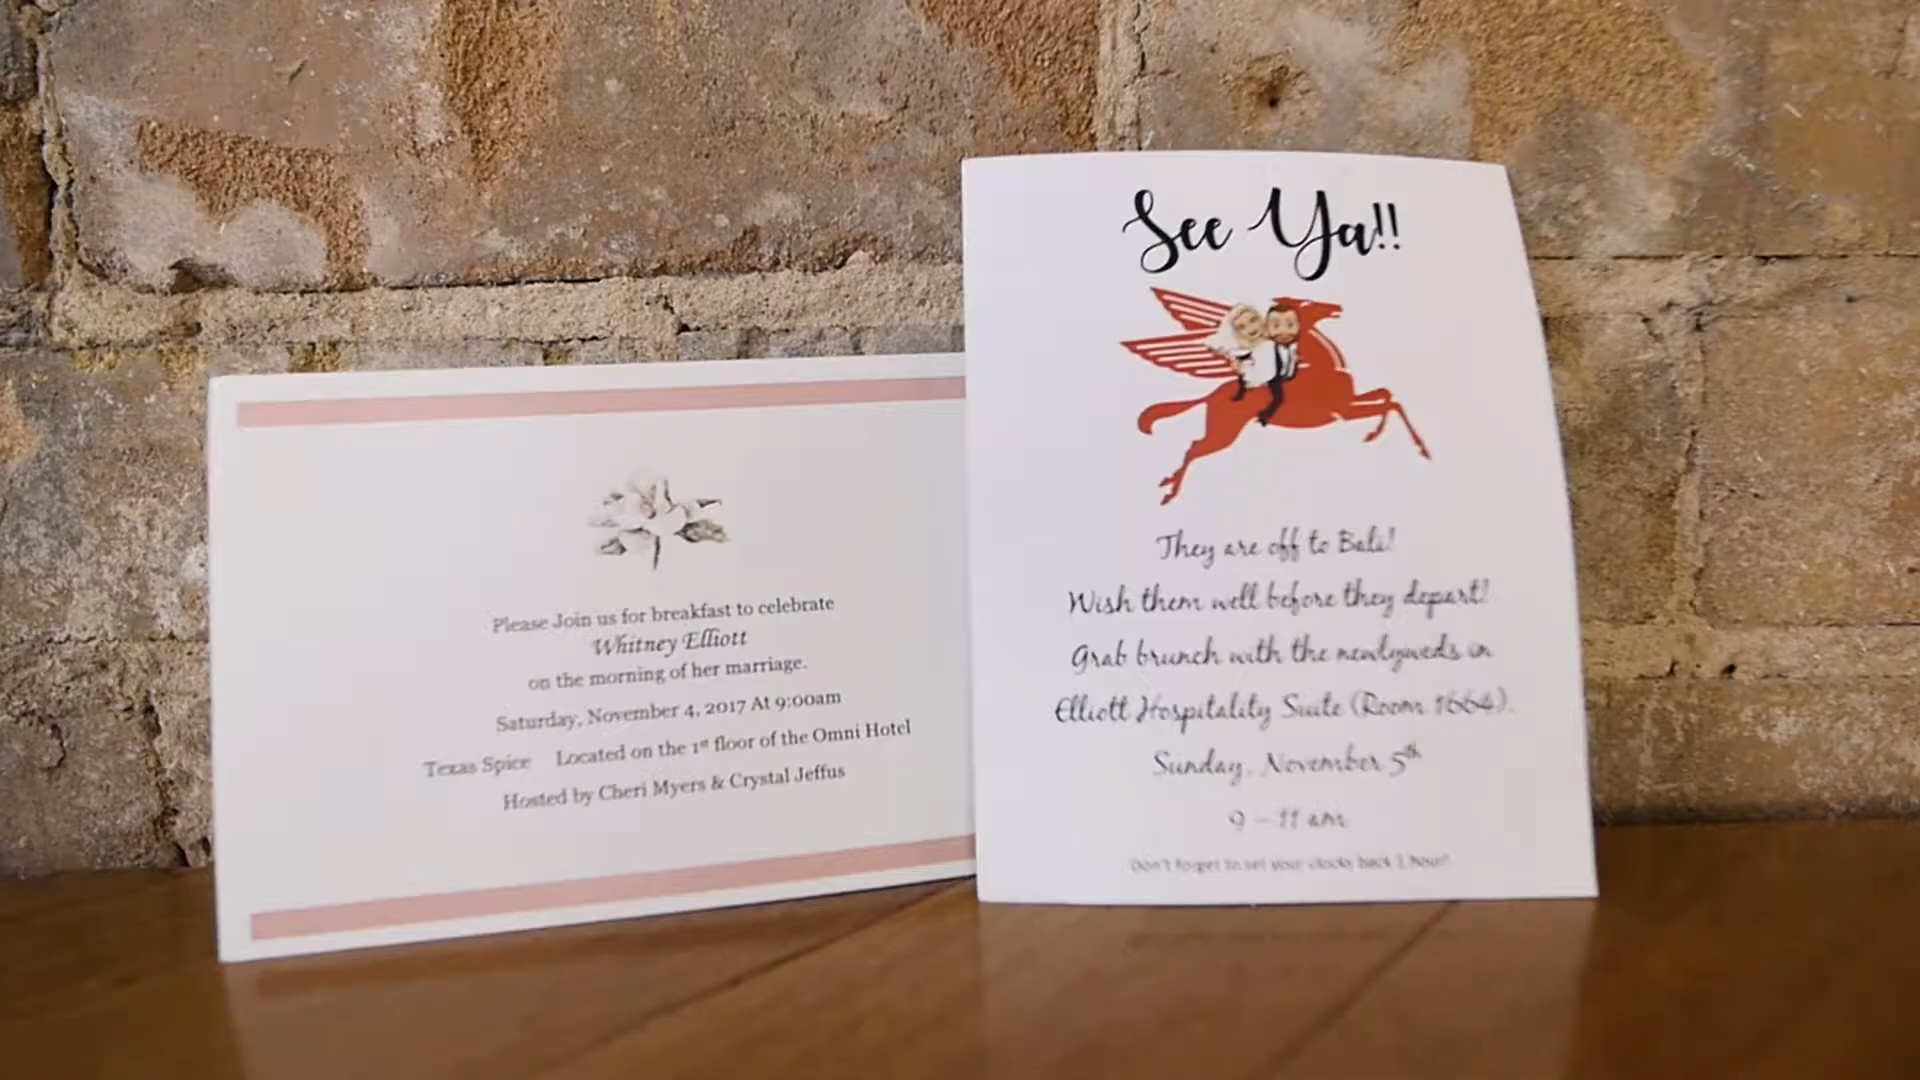 Please Join us for breakfast to celebrate
Whitney Elliott
on the morning of her marriage.
Saturday, November 4, 2017 At 9:00am
Texas Spice Located on the 1st floor of the Omni Hotel
Hosted by Cheri Myers & Crystal Jeffus
See Ya!!
They are off to Bali!
Wish them well before they depart!
Grab brunch with the newlyweds in
Elliott Hospitality Suite (Room 1664).
Sunday, November 5th
9 – 11 am
Don't forget to set your clocks back 1 hour!